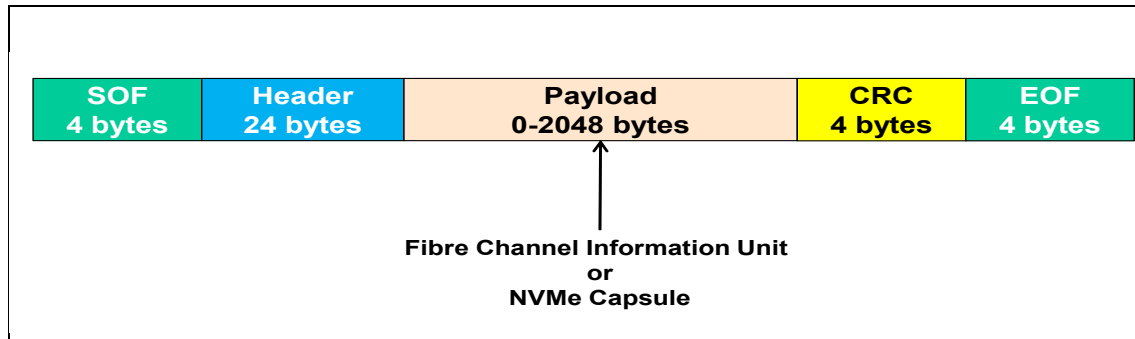 SOF
4 bytes
Header
24 bytes
Payload
0-2048 bytes
CRC
4 bytes
EOF
4 bytes
Fibre Channel Information Unit
or
NVMe Capsule